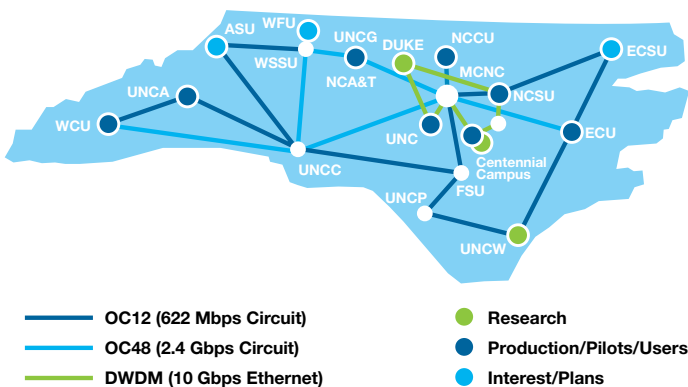 WFU
ASU
UNCG
DUKE
NCCU
ECSU
WSSU
MCNC
NCA&T
UNCA
NCSU
WCU
UNC
ECU
Centennial
Campus
UNCC
FSU
UNCP
UNCW
OC12 (622 Mbps Circuit)
Research
OC48 (2.4 Gbps Circuit)
Production/Pilots/Users
DWDM (10 Gbps Ethernet)
Interest/Plans